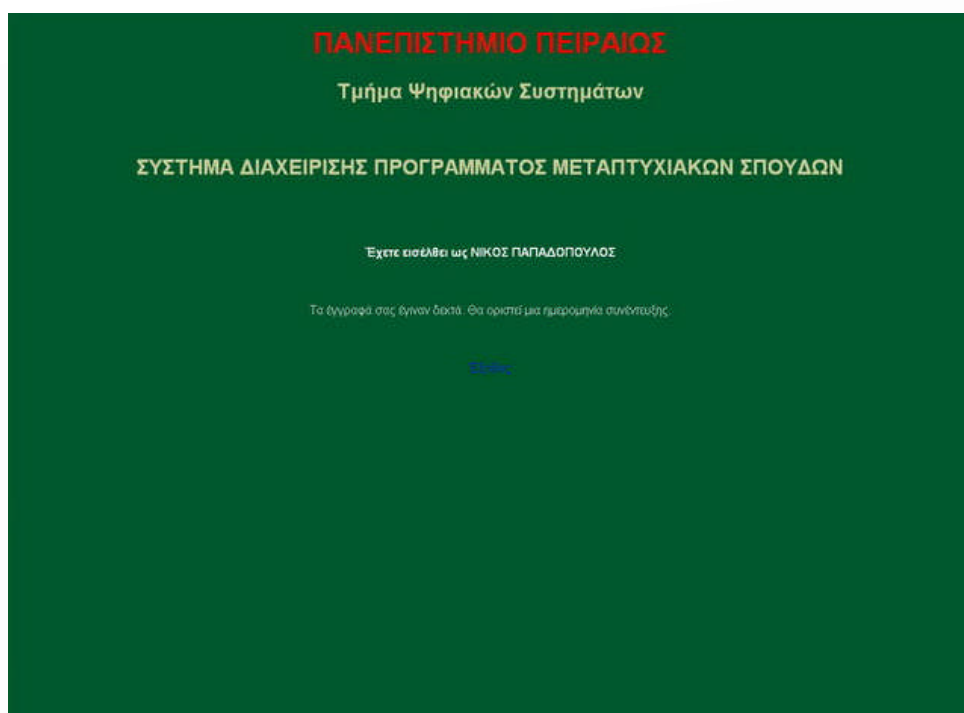 ΠΑΝΕΠΙΣΤΗΜΙΟ ΠΕΙΡΑΙΩΣ
Τμήμα Ψηφιακών Συστημάτων
ΣΥΣΤΗΜΑ ΔΙΑΧΕΙΡΙΣΗΣ ΠΡΟΓΡΑΜΜΑΤΟΣ ΜΕΤΑΠΤΥΧΙΑΚΩΝ ΣΠΟΥΔΩΝ
Έχετε εισέλθει ως ΝΙΚΟΣ ΠΑΠΑΔΟΠΟΥΛΟΣ
Τα έγγραφά σας έγιναν δεκτά. Θα οριστεί μια ημερομηνία συνέντευξης.